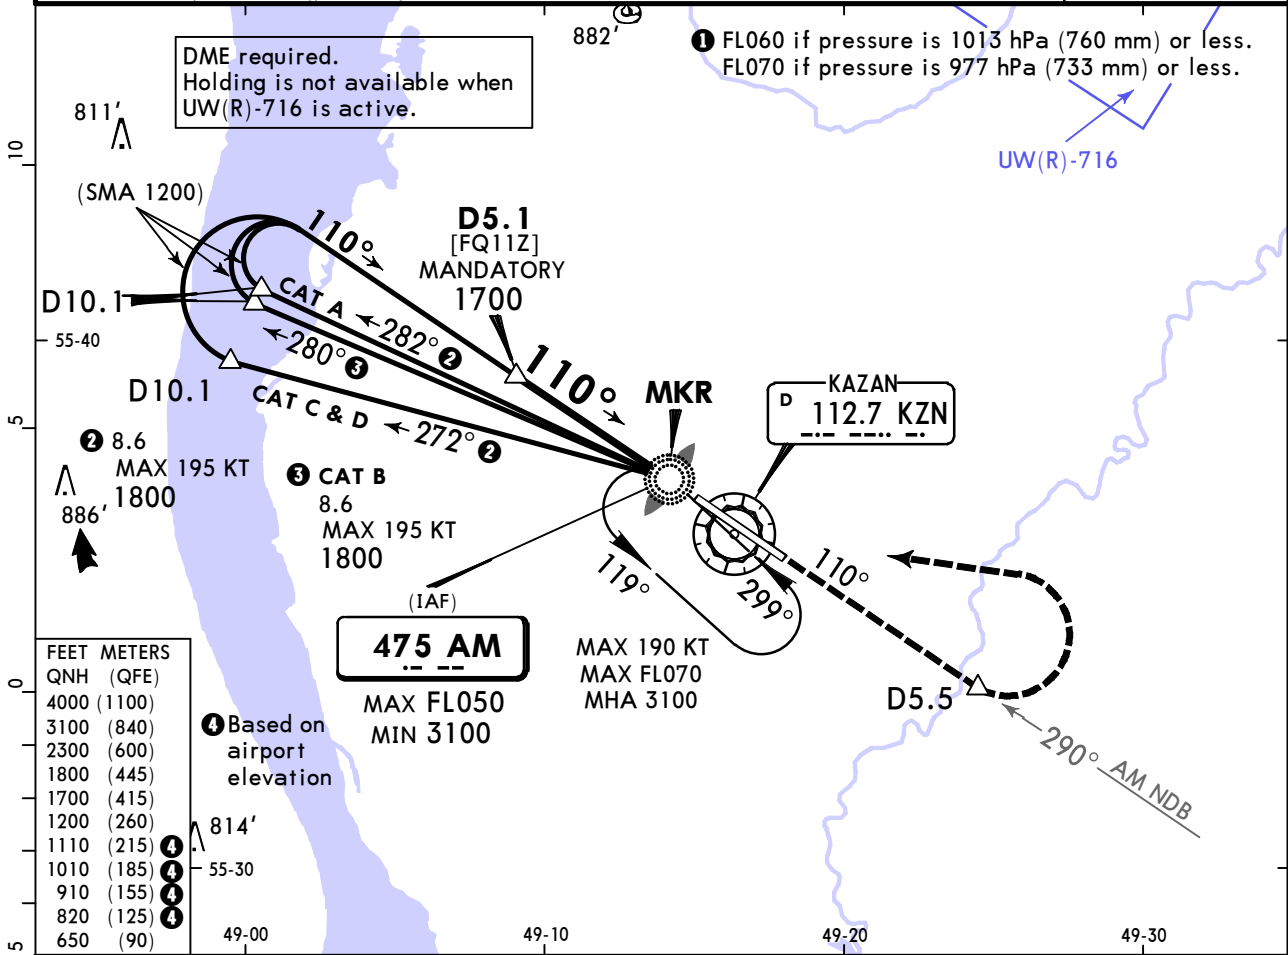 882'
❶ FL060 if pressure is 1013 hPa (760 mm) or less.
FL070 if pressure is 977 hPa (733 mm) or less.
DME required.
Holding is not available when
UW(R)-716 is active.
811'
UW(R)-716
10
(SMA 1200)
110°
D5.1
[FQ11Z]
MANDATORY
1700
D10.1
CAT A
282° ❷
280° ❸
55-40
110°
MKR
KAZAN
D 112.7 KZN
D10.1
CAT C & D
272° ❷
5
❷ 8.6
MAX 195 KT
1800
❸ CAT B
8.6
MAX 195 KT
1800
886'
119°
299°
110°
(IAF)
475 AM
MAX FL050
MIN 3100
MAX 190 KT
MAX FL070
MHA 3100
D5.5
290° AM NDB
0
FEET METERS
QNH (QFE)
4000 (1100)
3100 (840)
2300 (600)
1800 (445)
1700 (415)
1200 (260)
1110 (215) ❹
1010 (185) ❹
910 (155) ❹
820 (125) ❹
650 (90)
❹ Based on
airport
elevation
814'
55-30
5
49-00
49-10
49-20
49-30